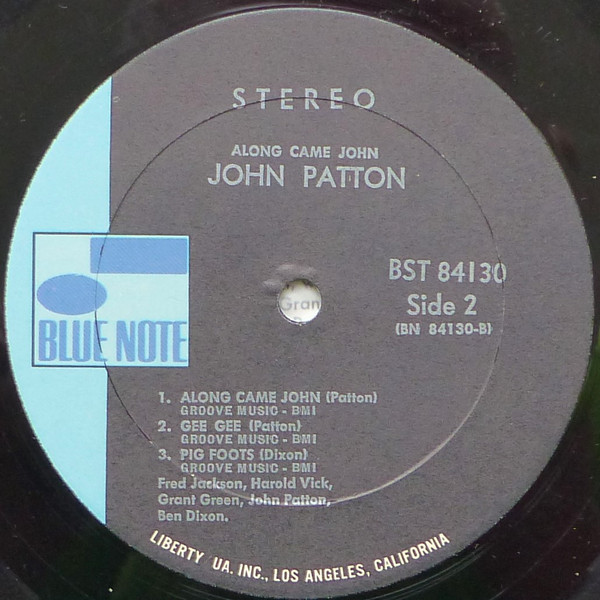 STEREO
ALONG CAME JOHN
JOHN PATTON
BST 84130
Side 2
(BN 84130-B)
Gran
BLUE NOTE
1. ALONG CAME JOHN (Patton)
GROOVE MUSIC - BMI
2. GEE GEE (Patton)
GROOVE MUSIC - BMI
3. PIG FOOTS (Dixon)
GROOVE MUSIC - BMI
Fred Jackson, Harold Vick,
Grant Green, John Patton,
Ben Dixon.
LIBERTY UA. INC., LOS ANGELES, CALIFORNIA